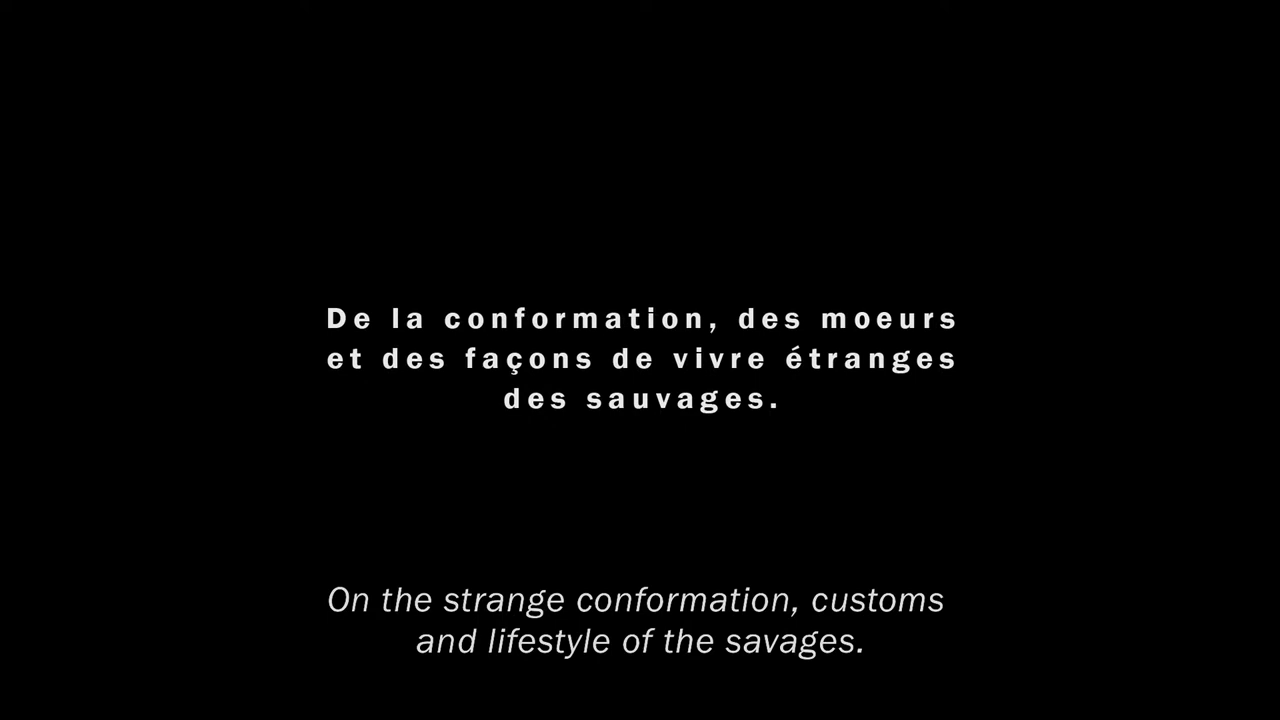 De la conformation, des moeurs
et des façons de vivre étranges
des sauvages.
On the strange conformation, customs
and lifestyle of the savages.